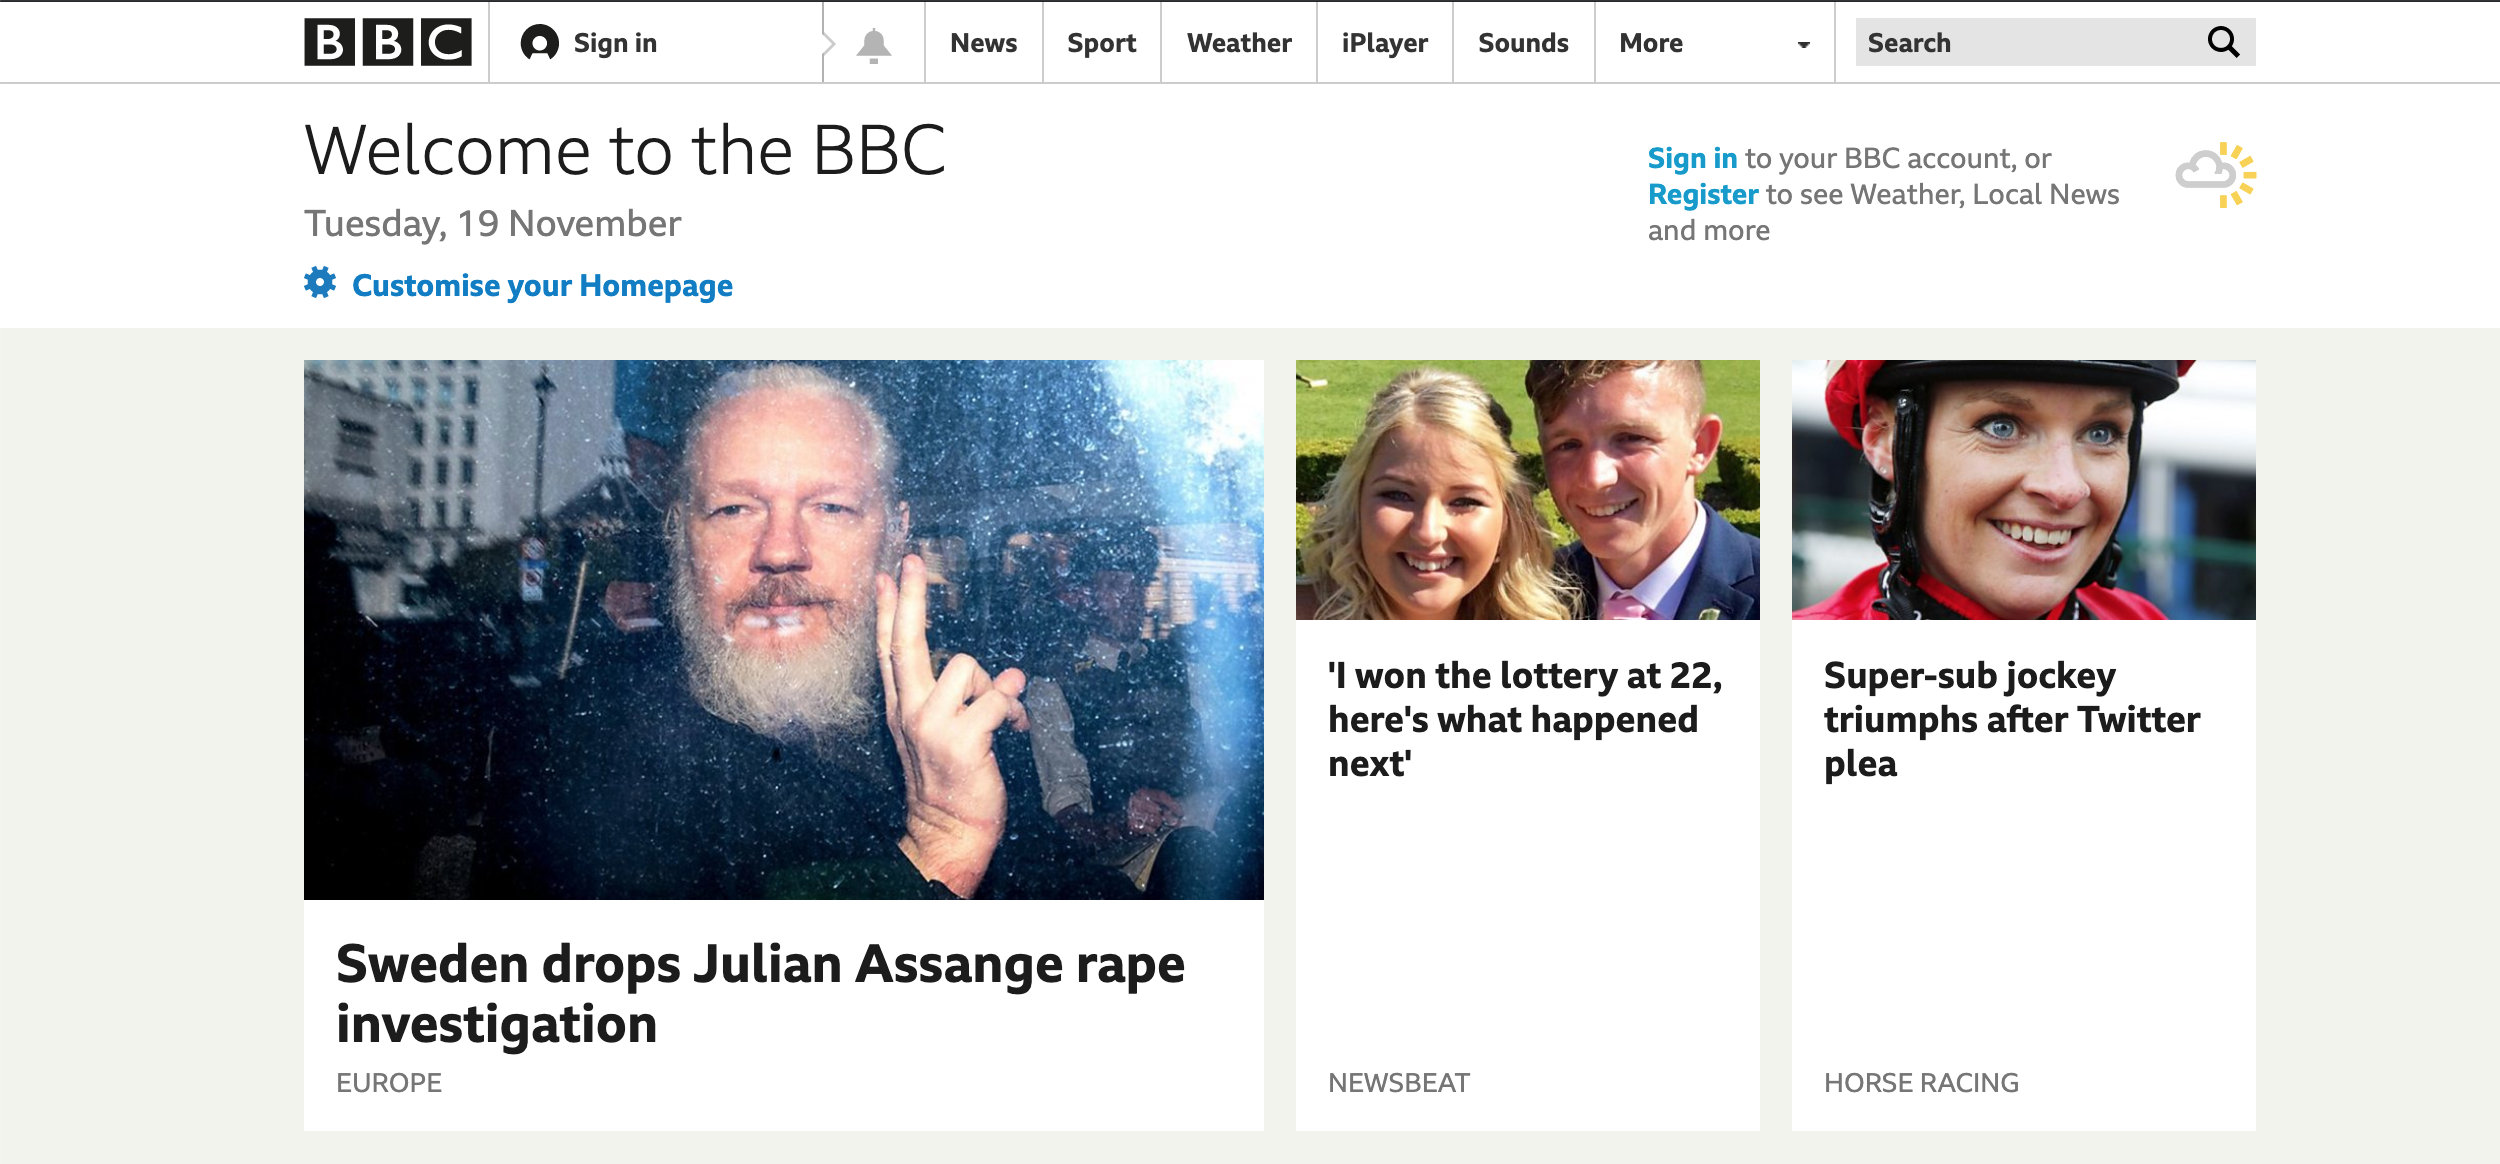 BBC
Sign in
News
Sport
Weather
iPlayer
Sounds
More
Search
Welcome to the BBC
Tuesday, 19 November
Customise your Homepage
Sign in to your BBC account, or
Register to see Weather, Local News
and more
Sweden drops Julian Assange rape
investigation
EUROPE
'I won the lottery at 22,
here's what happened
next'
NEWSBEAT
Super-sub jockey
triumphs after Twitter
plea
HORSE RACING